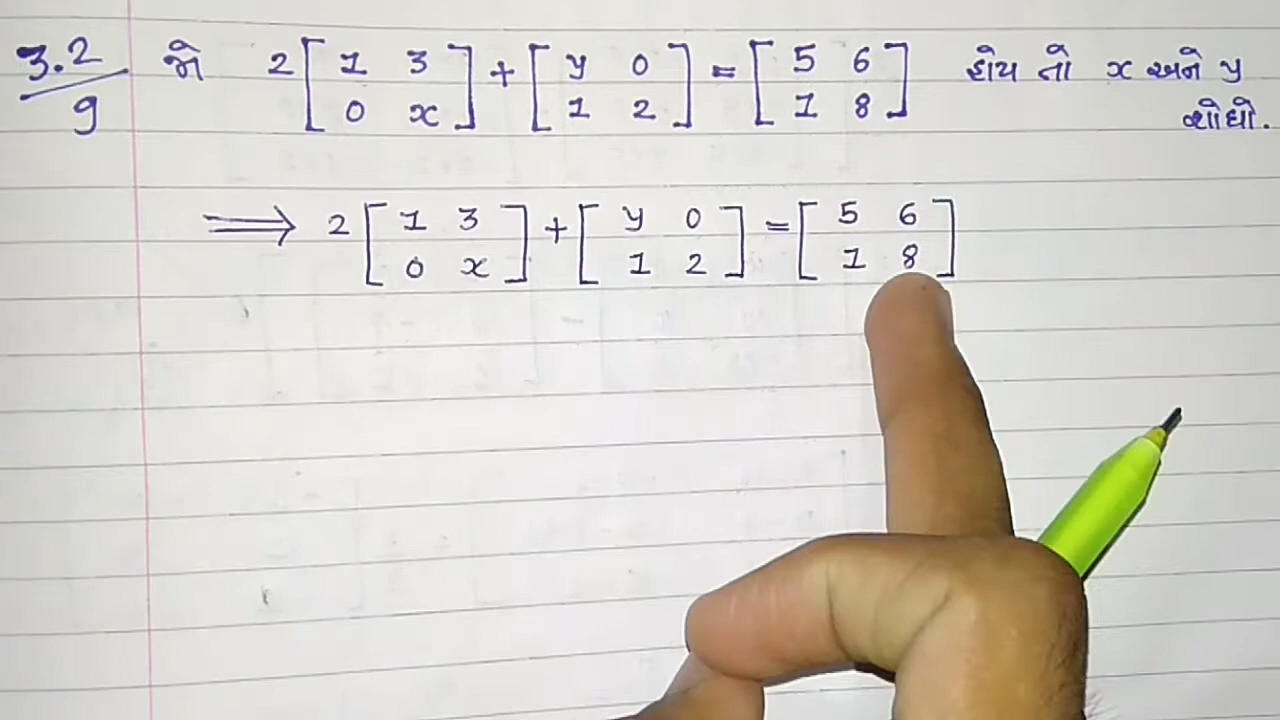 3.2/9 જો 2[1 3 0 x] + [y 0 1 2] = [5 6 1 8] હોય તો x અને y
શોધો.
⟹ 2[1 3 0 x] + [y 0 1 2] = [5 6 1 8]